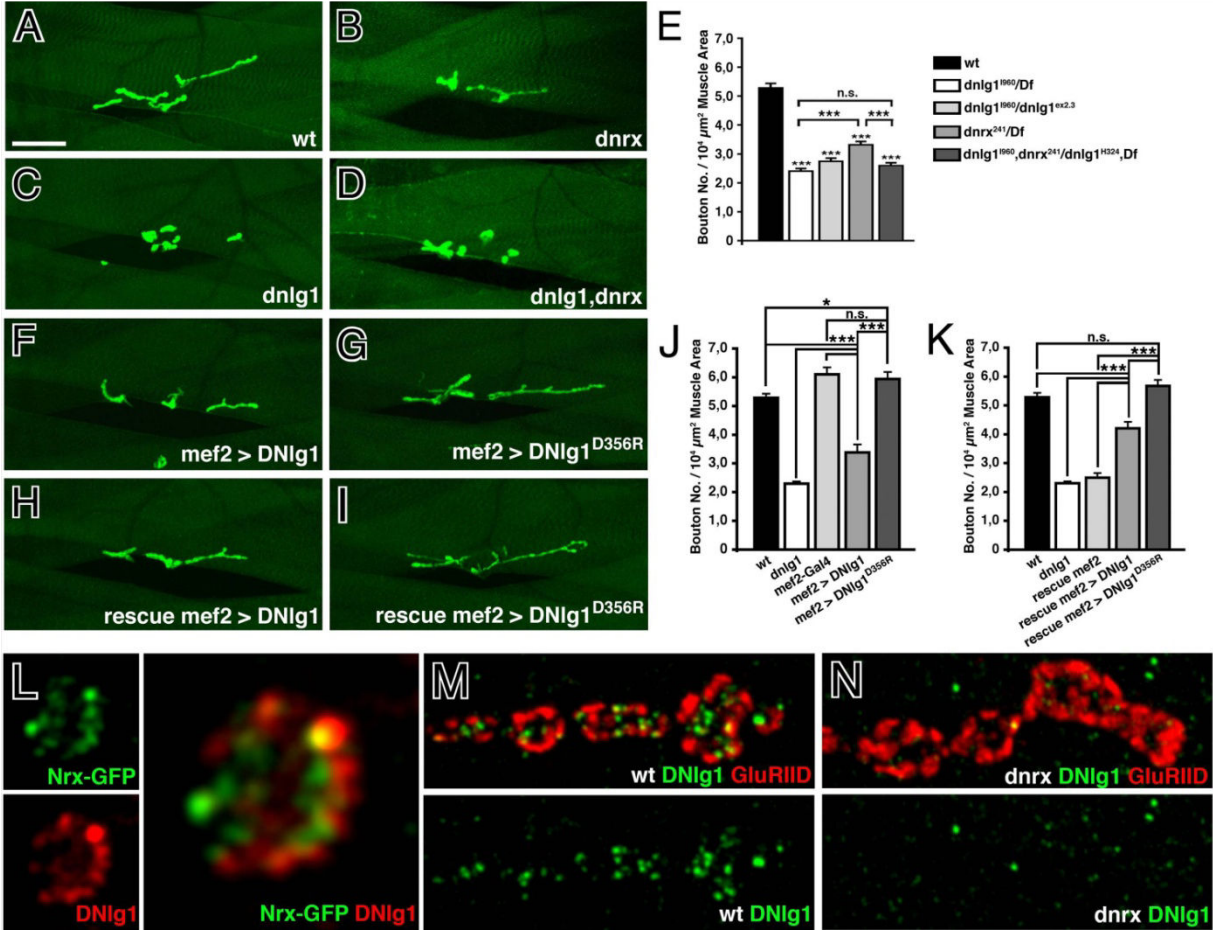 A
wt
B
dnrx
C
dnlg1
D
dnlg1,dnrx
E
Bouton No. / 10⁴ µm² Muscle Area
7,0
6,0
5,0
4,0
3,0
2,0
1,0
0
n.s.
*** ***
*** *** *** ***
wt
dnlg1^I960/Df
dnlg1^I960/dnlg1^ex2.3
dnrx^241/Df
dnlg1^I960,dnrx^241/dnlg1^H324,Df
F
mef2 > DNlg1
G
mef2 > DNlg1^D356R
H
rescue mef2 > DNlg1
I
rescue mef2 > DNlg1^D356R
J
Bouton No. / 10⁴ µm² Muscle Area
7,0
6,0
5,0
4,0
3,0
2,0
1,0
0
*
n.s.
***
***
wt
dnlg1
mef2-Gal4
mef2 > DNlg1
mef2 > DNlg1^D356R
K
Bouton No. / 10⁴ µm² Muscle Area
7,0
6,0
5,0
4,0
3,0
2,0
1,0
0
n.s.
***
***
wt
dnlg1
rescue mef2
rescue mef2 > DNlg1
rescue mef2 > DNlg1^D356R
L
Nrx-GFP
DNlg1
Nrx-GFP DNlg1
M
wt DNlg1 GluRIID
wt DNlg1
N
dnrx DNlg1 GluRIID
dnrx DNlg1